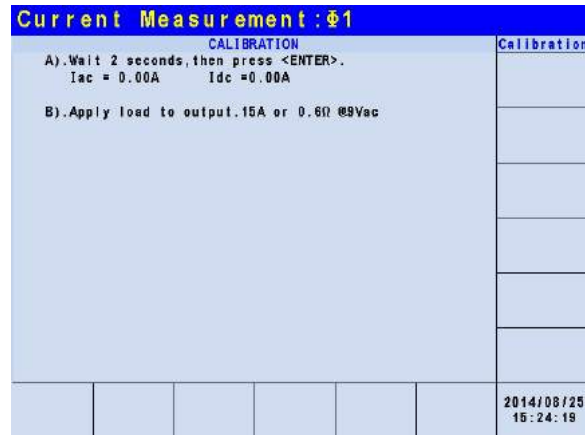 Current Measurement:Φ1
CALIBRATION
Calibration
A).Wait 2 seconds,then press <ENTER>.
Iac = 0.00A Idc =0.00A
B).Apply load to output.15A or 0.6Ω @9Vac
2014/08/25
15:24:19